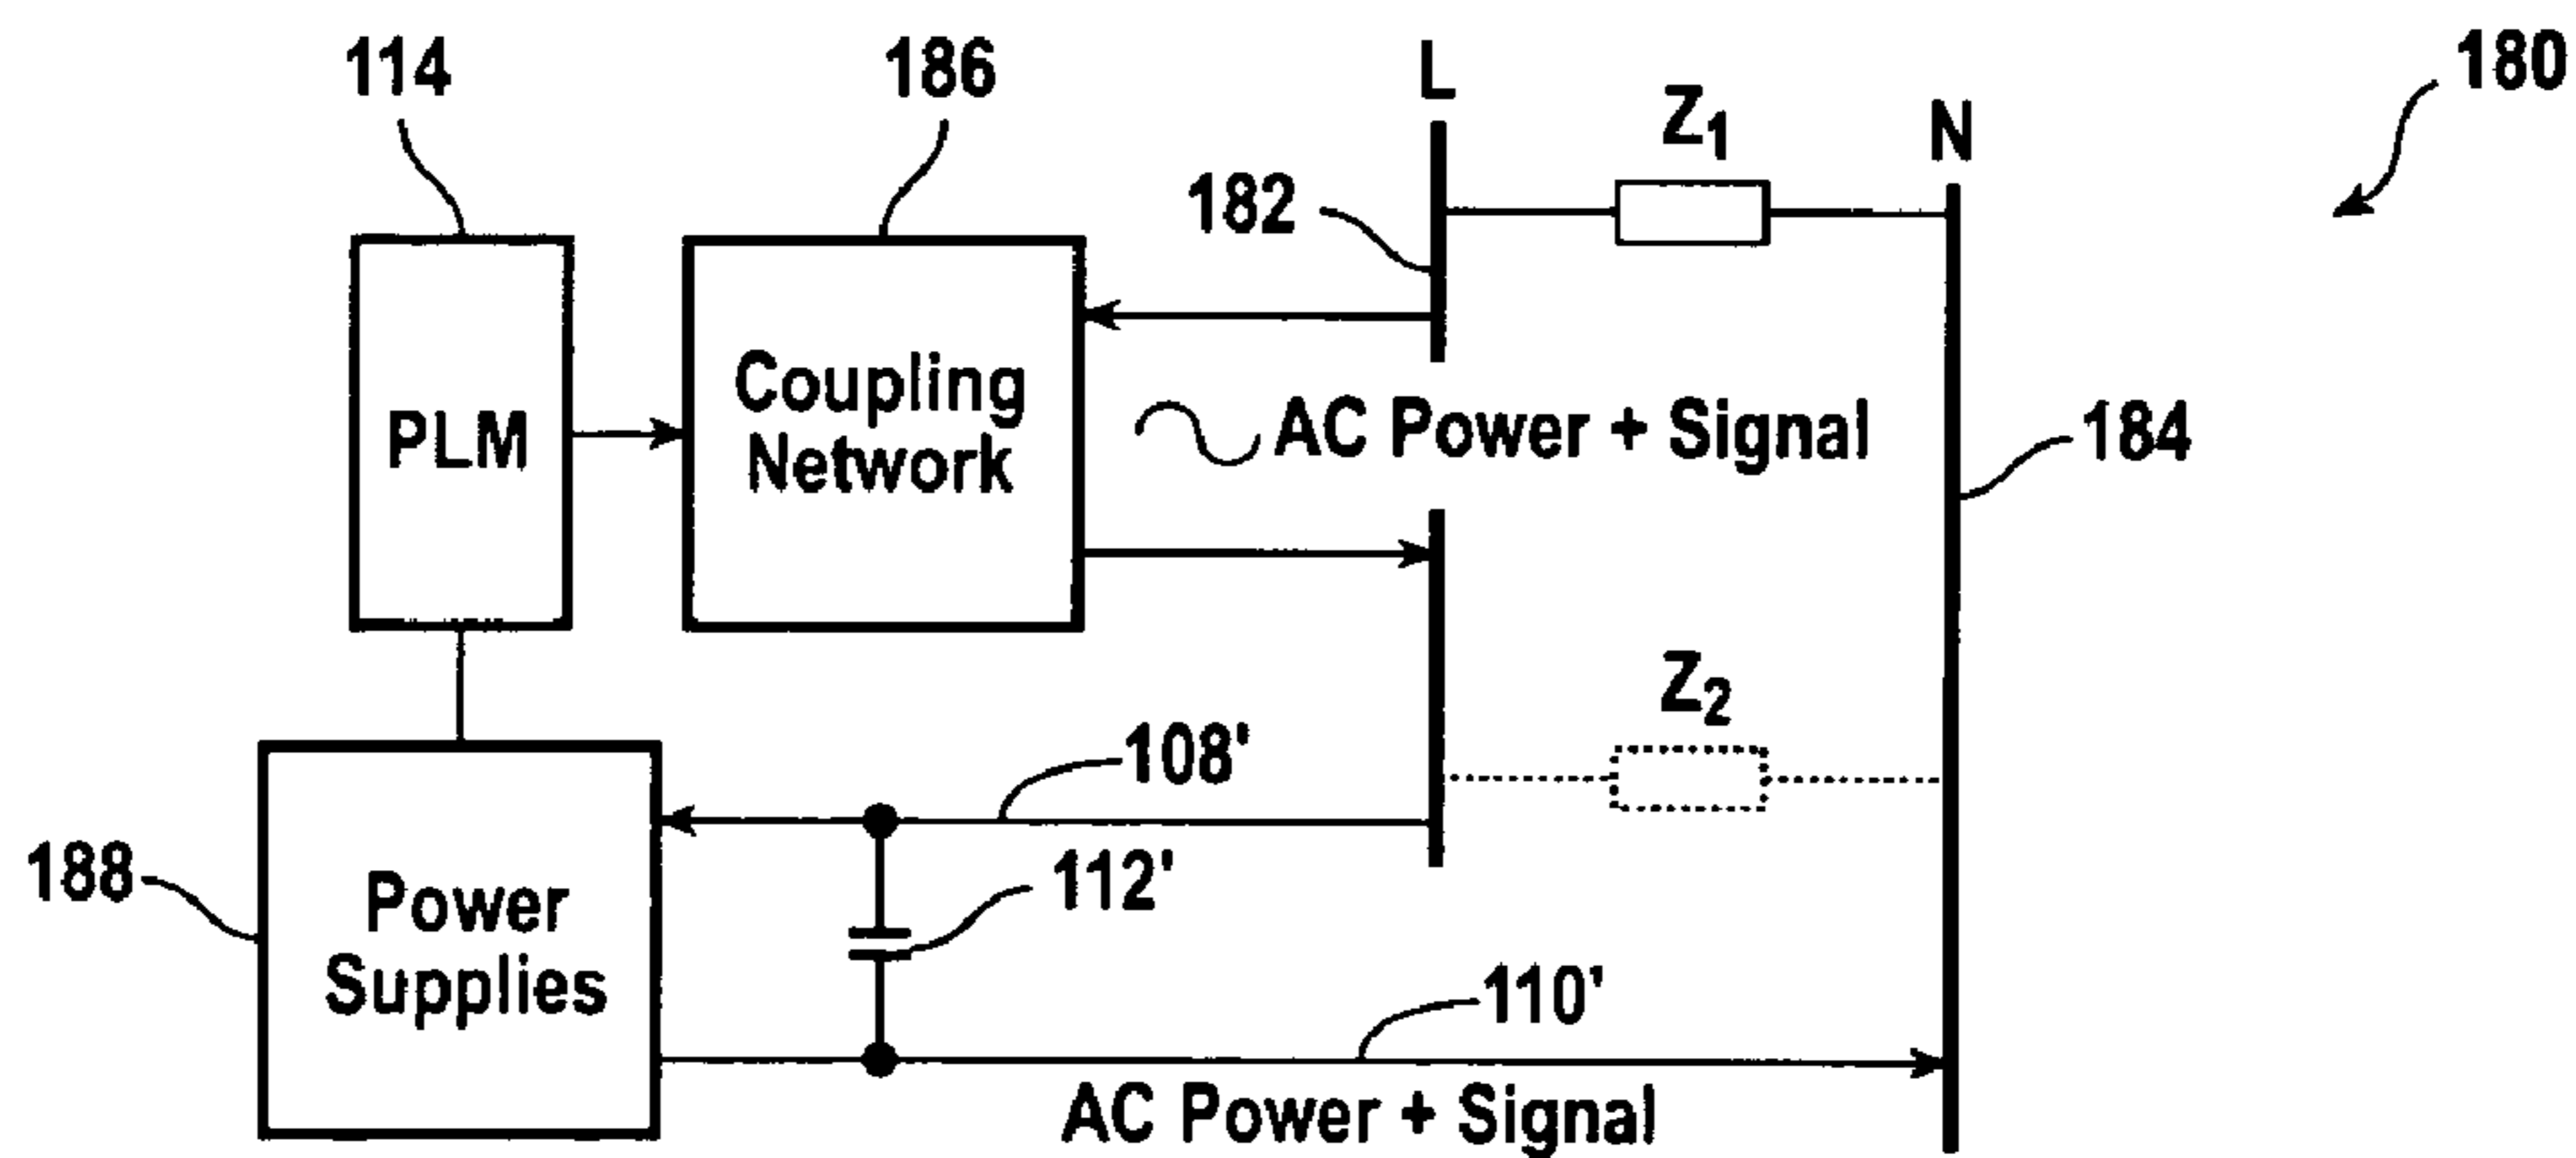 114
186
L
180
Z1
N
182
PLM
Coupling
Network
AC Power + Signal
184
Z2
108'
188
Power
Supplies
112'
110'
AC Power + Signal